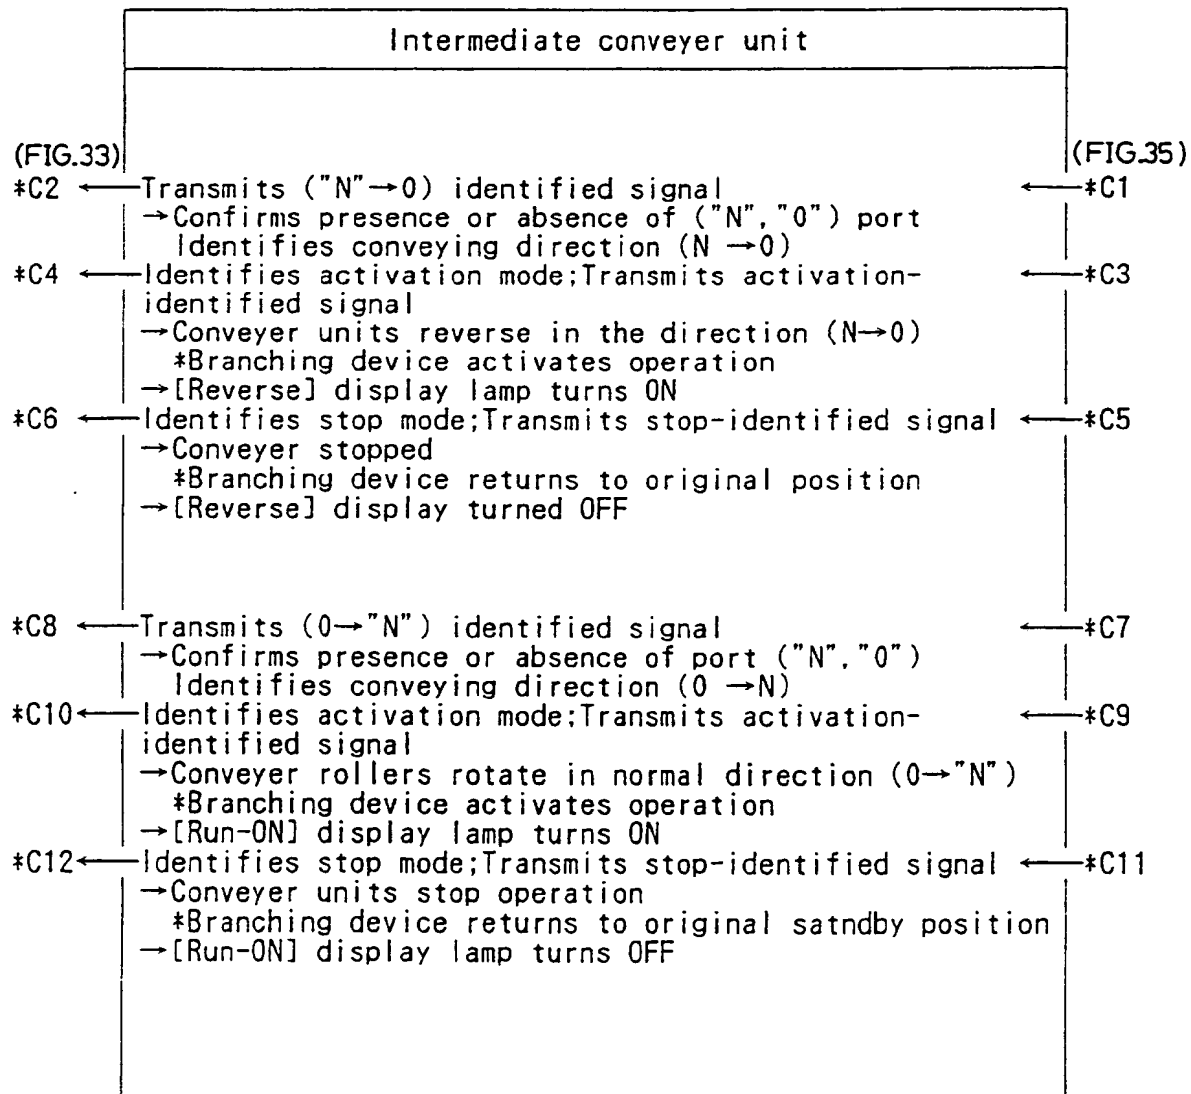 Intermediate conveyer unit
(FIG.33) (FIG.35)
*C2 ←Transmits ("N"→0) identified signal ←*C1
→Confirms presence or absence of ("N","0") port
Identifies conveying direction (N →0)
*C4 ←Identifies activation mode;Transmits activation- ←*C3
identified signal
→Conveyer units reverse in the direction (N→0)
*Branching device activates operation
→[Reverse] display lamp turns ON
*C6 ←Identifies stop mode;Transmits stop-identified signal ←*C5
→Conveyer stopped
*Branching device returns to original position
→[Reverse] display turned OFF
*C8 ←Transmits (0→"N") identified signal ←*C7
→Confirms presence or absence of port ("N","0")
Identifies conveying direction (0 →N)
*C10←Identifies activation mode;Transmits activation- ←*C9
identified signal
→Conveyer rollers rotate in normal direction (0→"N")
*Branching device activates operation
→[Run-ON] display lamp turns ON
*C12←Identifies stop mode;Transmits stop-identified signal ←*C11
→Conveyer units stop operation
*Branching device returns to original satndby position
→[Run-ON] display lamp turns OFF